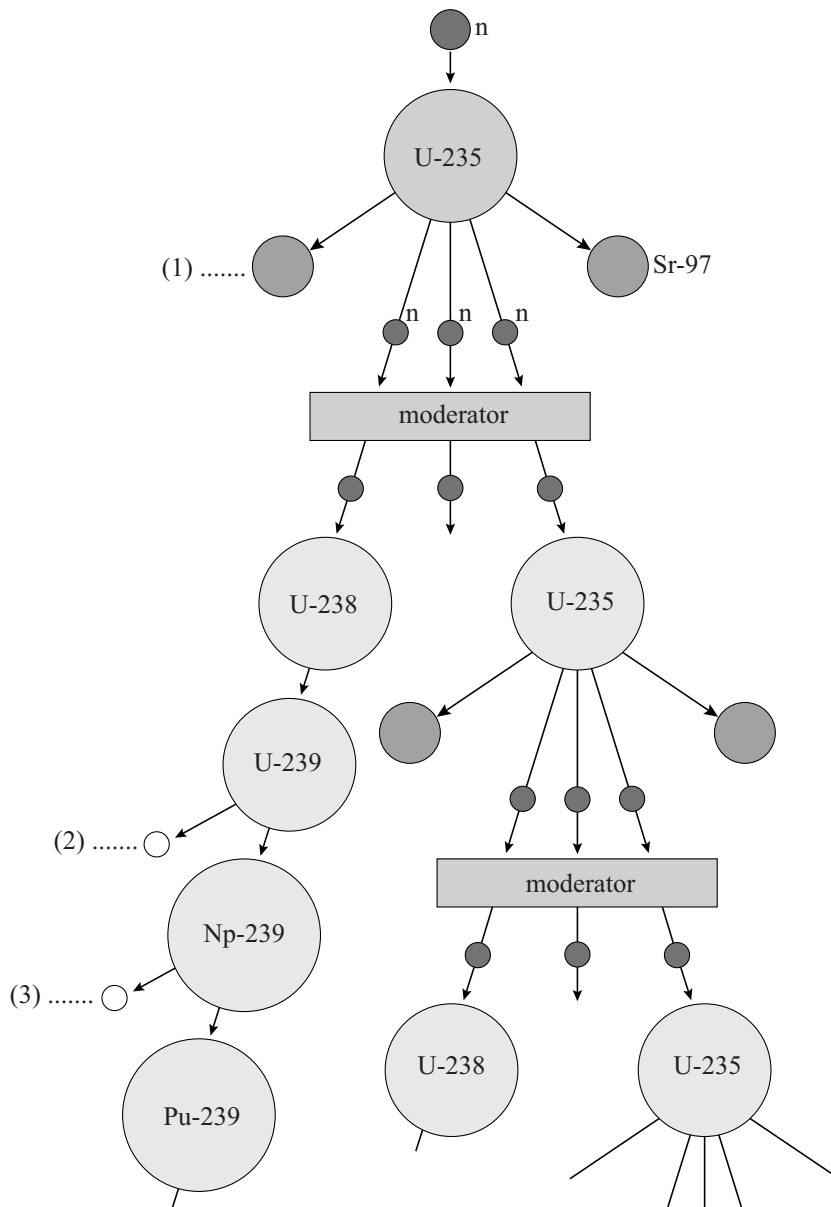 n
U-235
(1) .......
Sr-97
n n n
moderator
U-238 U-235
U-239
(2) .......
moderator
Np-239
(3) .......
U-238 U-235
Pu-239